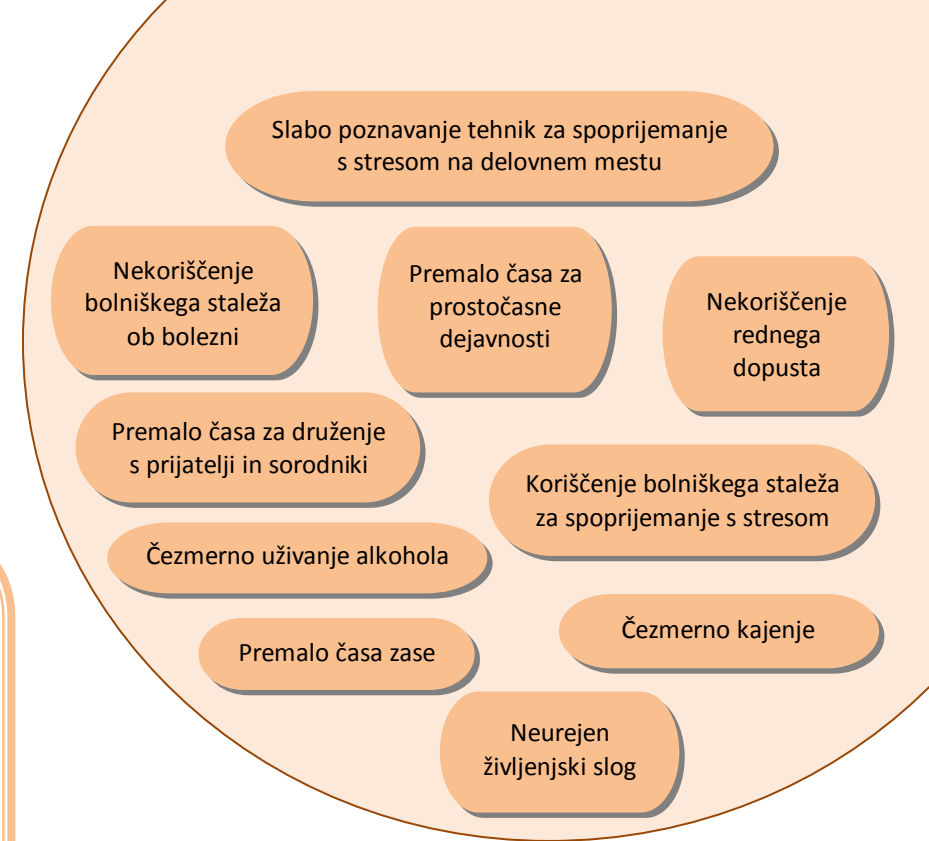 Slabo poznavanje tehnik za spoprijemanje
s stresom na delovnem mestu
Nekoriščenje
bolniškega staleža
ob bolezni
Premalo časa za
prostočasne
dejavnosti
Nekoriščenje
rednega
dopusta
Premalo časa za druženje
s prijatelji in sorodniki
Koriščenje bolniškega staleža
za spoprijemanje s stresom
Čezmerno uživanje alkohola
Čezmerno kajenje
Premalo časa zase
Neurejen
življenjski slog